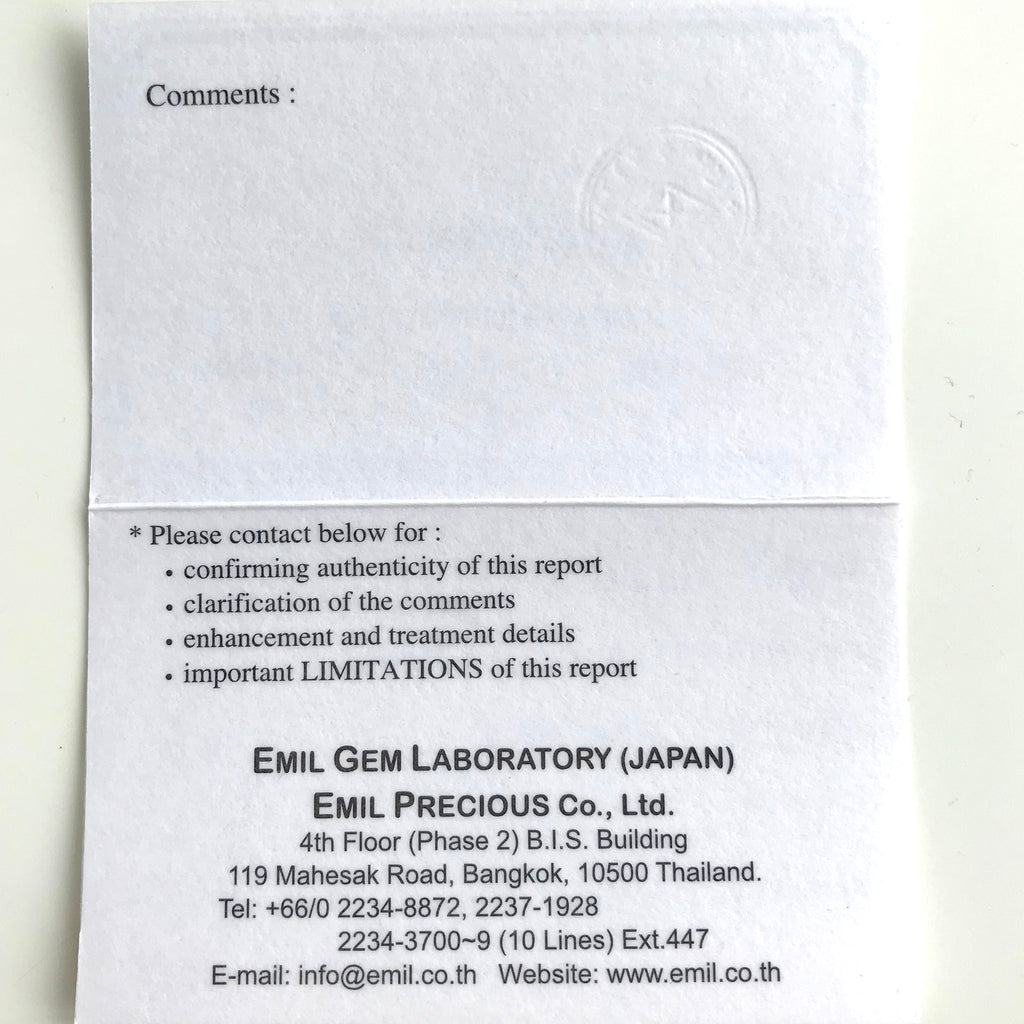 Comments :
* Please contact below for :
• confirming authenticity of this report
• clarification of the comments
• enhancement and treatment details
• important LIMITATIONS of this report
EMIL GEM LABORATORY (JAPAN)
EMIL PRECIOUS Co., Ltd.
4th Floor (Phase 2) B.I.S. Building
119 Mahesak Road, Bangkok, 10500 Thailand.
Tel: +66/0 2234-8872, 2237-1928
2234-3700~9 (10 Lines) Ext.447
E-mail: info@emil.co.th Website: www.emil.co.th